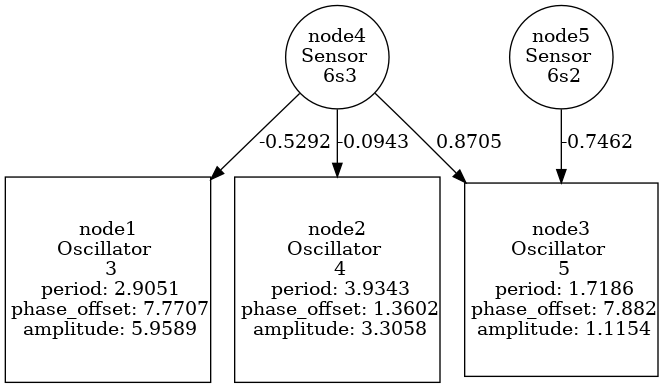 node4
Sensor
6s3
node5
Sensor
6s2
-0.5292
-0.0943
0.8705
-0.7462
node1
Oscillator
3
period: 2.9051
phase_offset: 7.7707
amplitude: 5.9589
node2
Oscillator
4
period: 3.9343
phase_offset: 1.3602
amplitude: 3.3058
node3
Oscillator
5
period: 1.7186
phase_offset: 7.882
amplitude: 1.1154